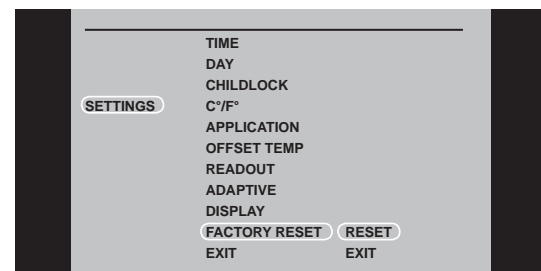 TIME
DAY
CHILDLOCK
SETTINGS C°/F°
APPLICATION
OFFSET TEMP
READOUT
ADAPTIVE
DISPLAY
FACTORY RESET RESET
EXIT EXIT